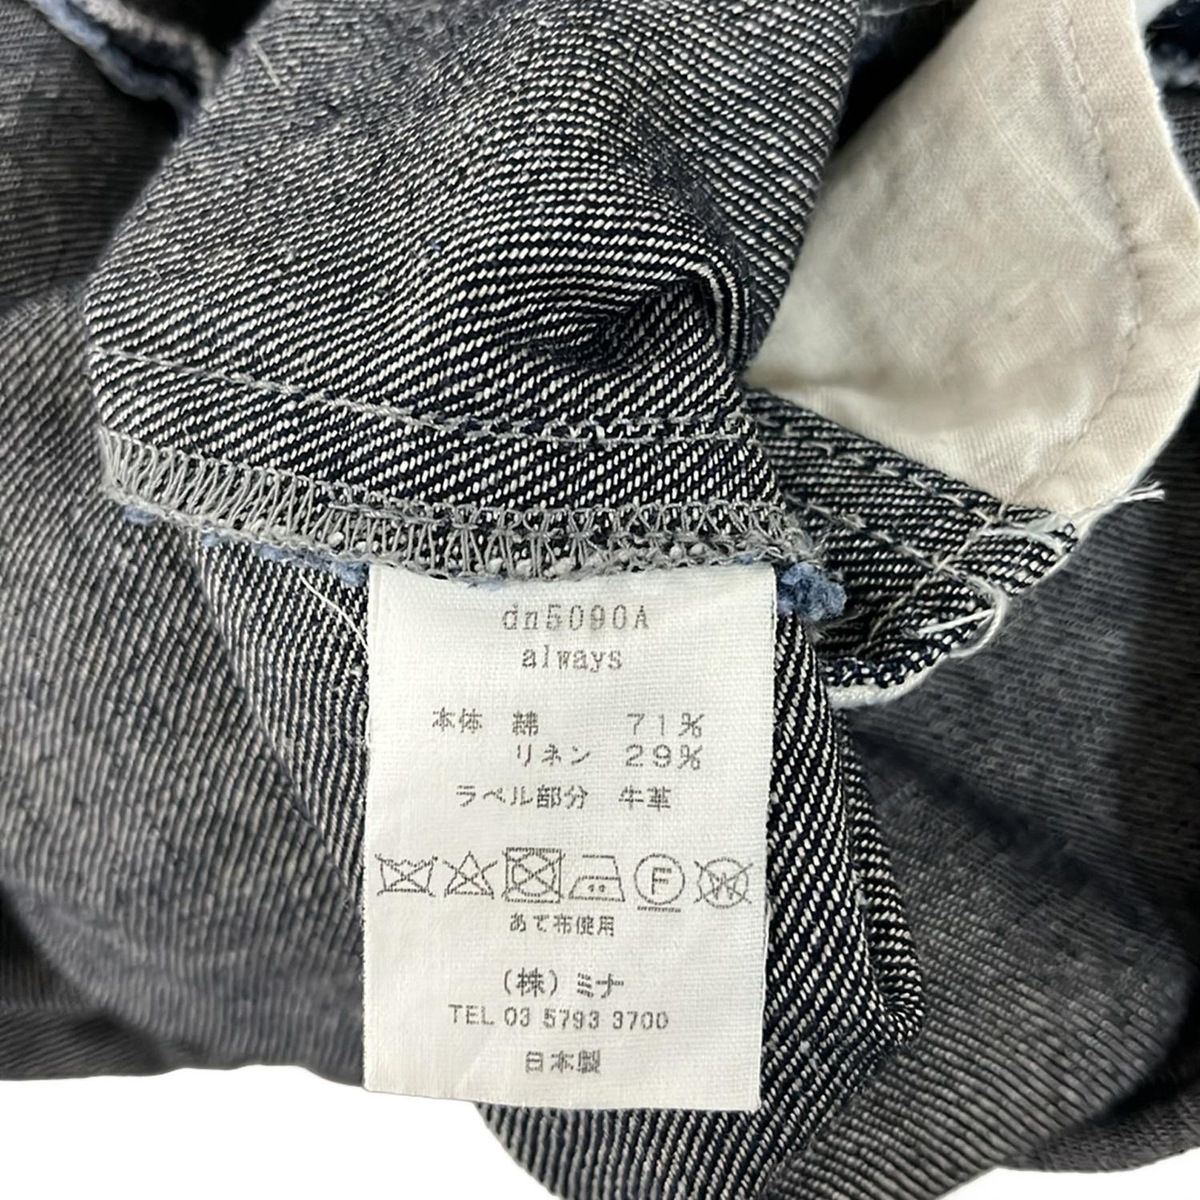 dn5090A
always
本体 綿 71%
リネン 29%
ラベル部分 牛革
F W
あて布使用
(株)ミナ
TEL 03 5793 3700
日本製